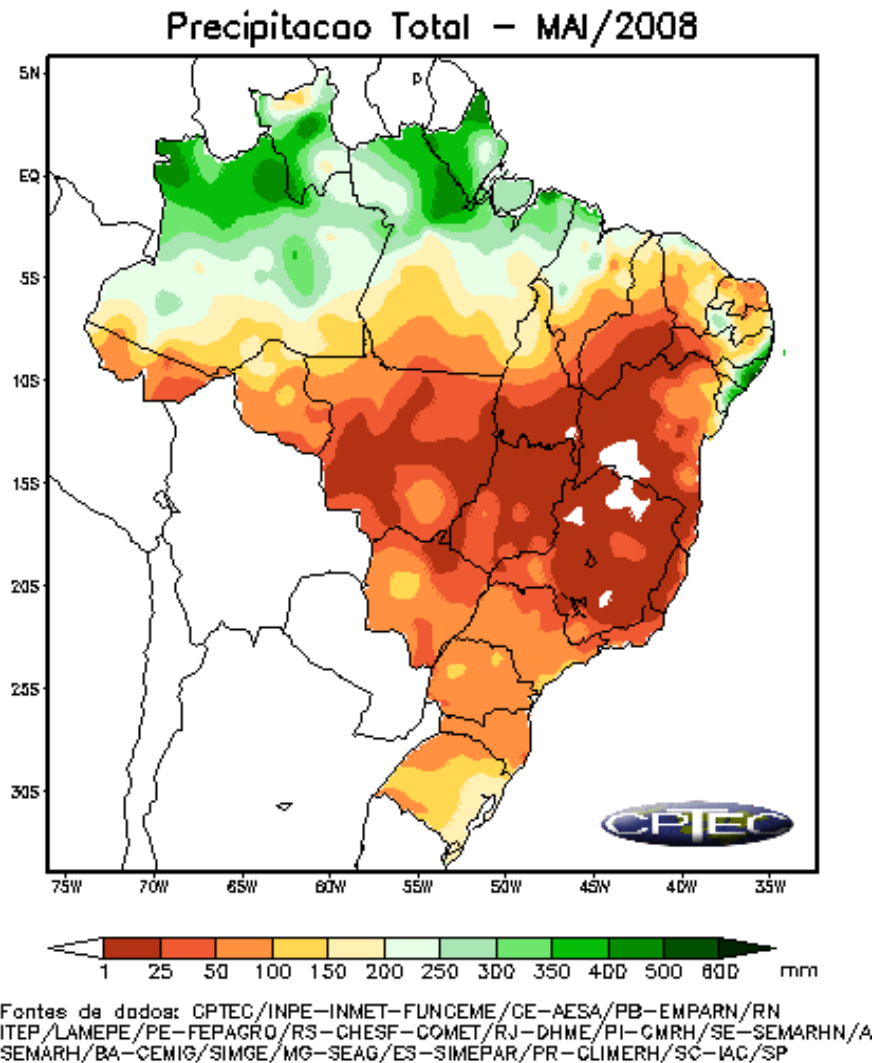 Precipitacao Total – MAI/2008
5N
EQ
5S
10S
15S
20S
25S
30S
75W 70W 65W 60W 55W 50W 45W 40W 35W
CPTEC
1 25 50 100 150 200 250 300 350 400 500 600 mm
Fontes de dados: CPTEC/INPE-INMET-FUNCEME/CE-AESA/PB-EMPARN/RN
ITEP/LAMEPE/PE-FEPAGRO/RS-CHESF-COMET/RJ-DHME/PI-CMRH/SE-SEMARHN/A
SEMARH/BA-CEMIG/SIMGE/MG-SEAG/ES-SIMEPAR/PR-CLIMERH/SC-IAC/SP